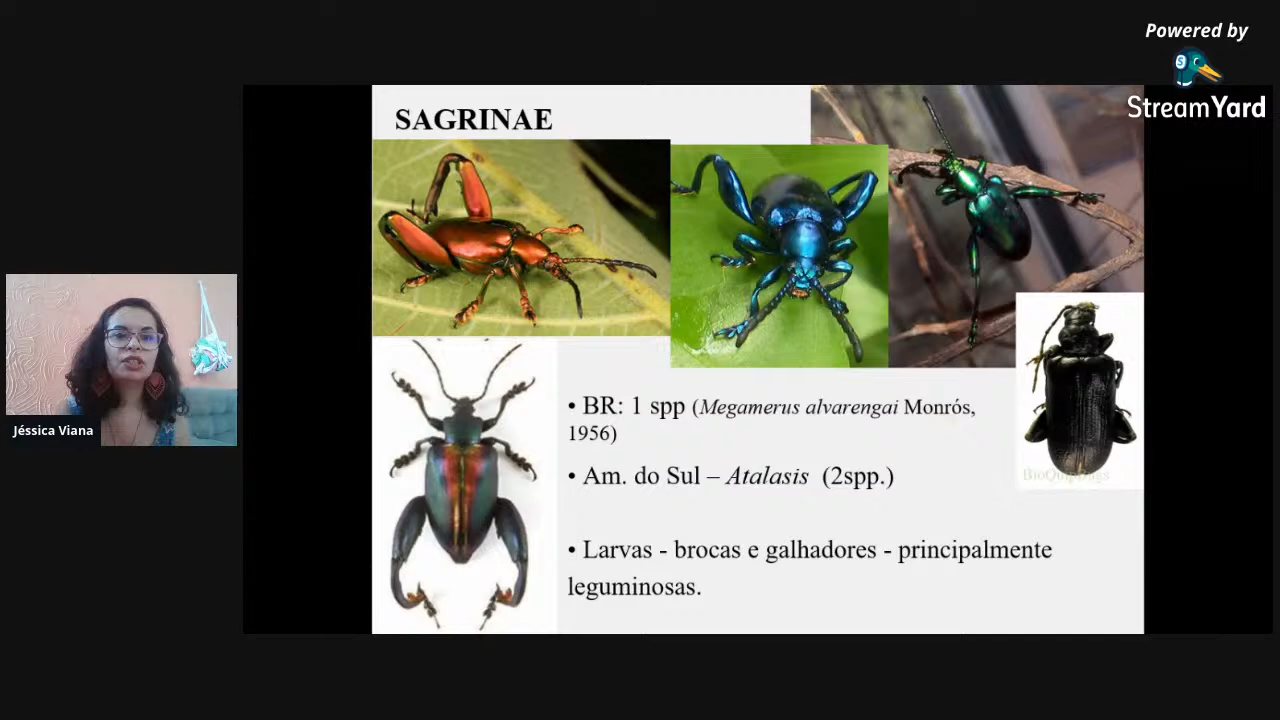 Powered by
StreamYard
SAGRINAE
• BR: 1 spp (Megamerus alvarengai Monrós,
1956)
• Am. do Sul – Atalasis (2spp.)
• Larvas - brocas e galhadores - principalmente
leguminosas.
Jéssica Viana